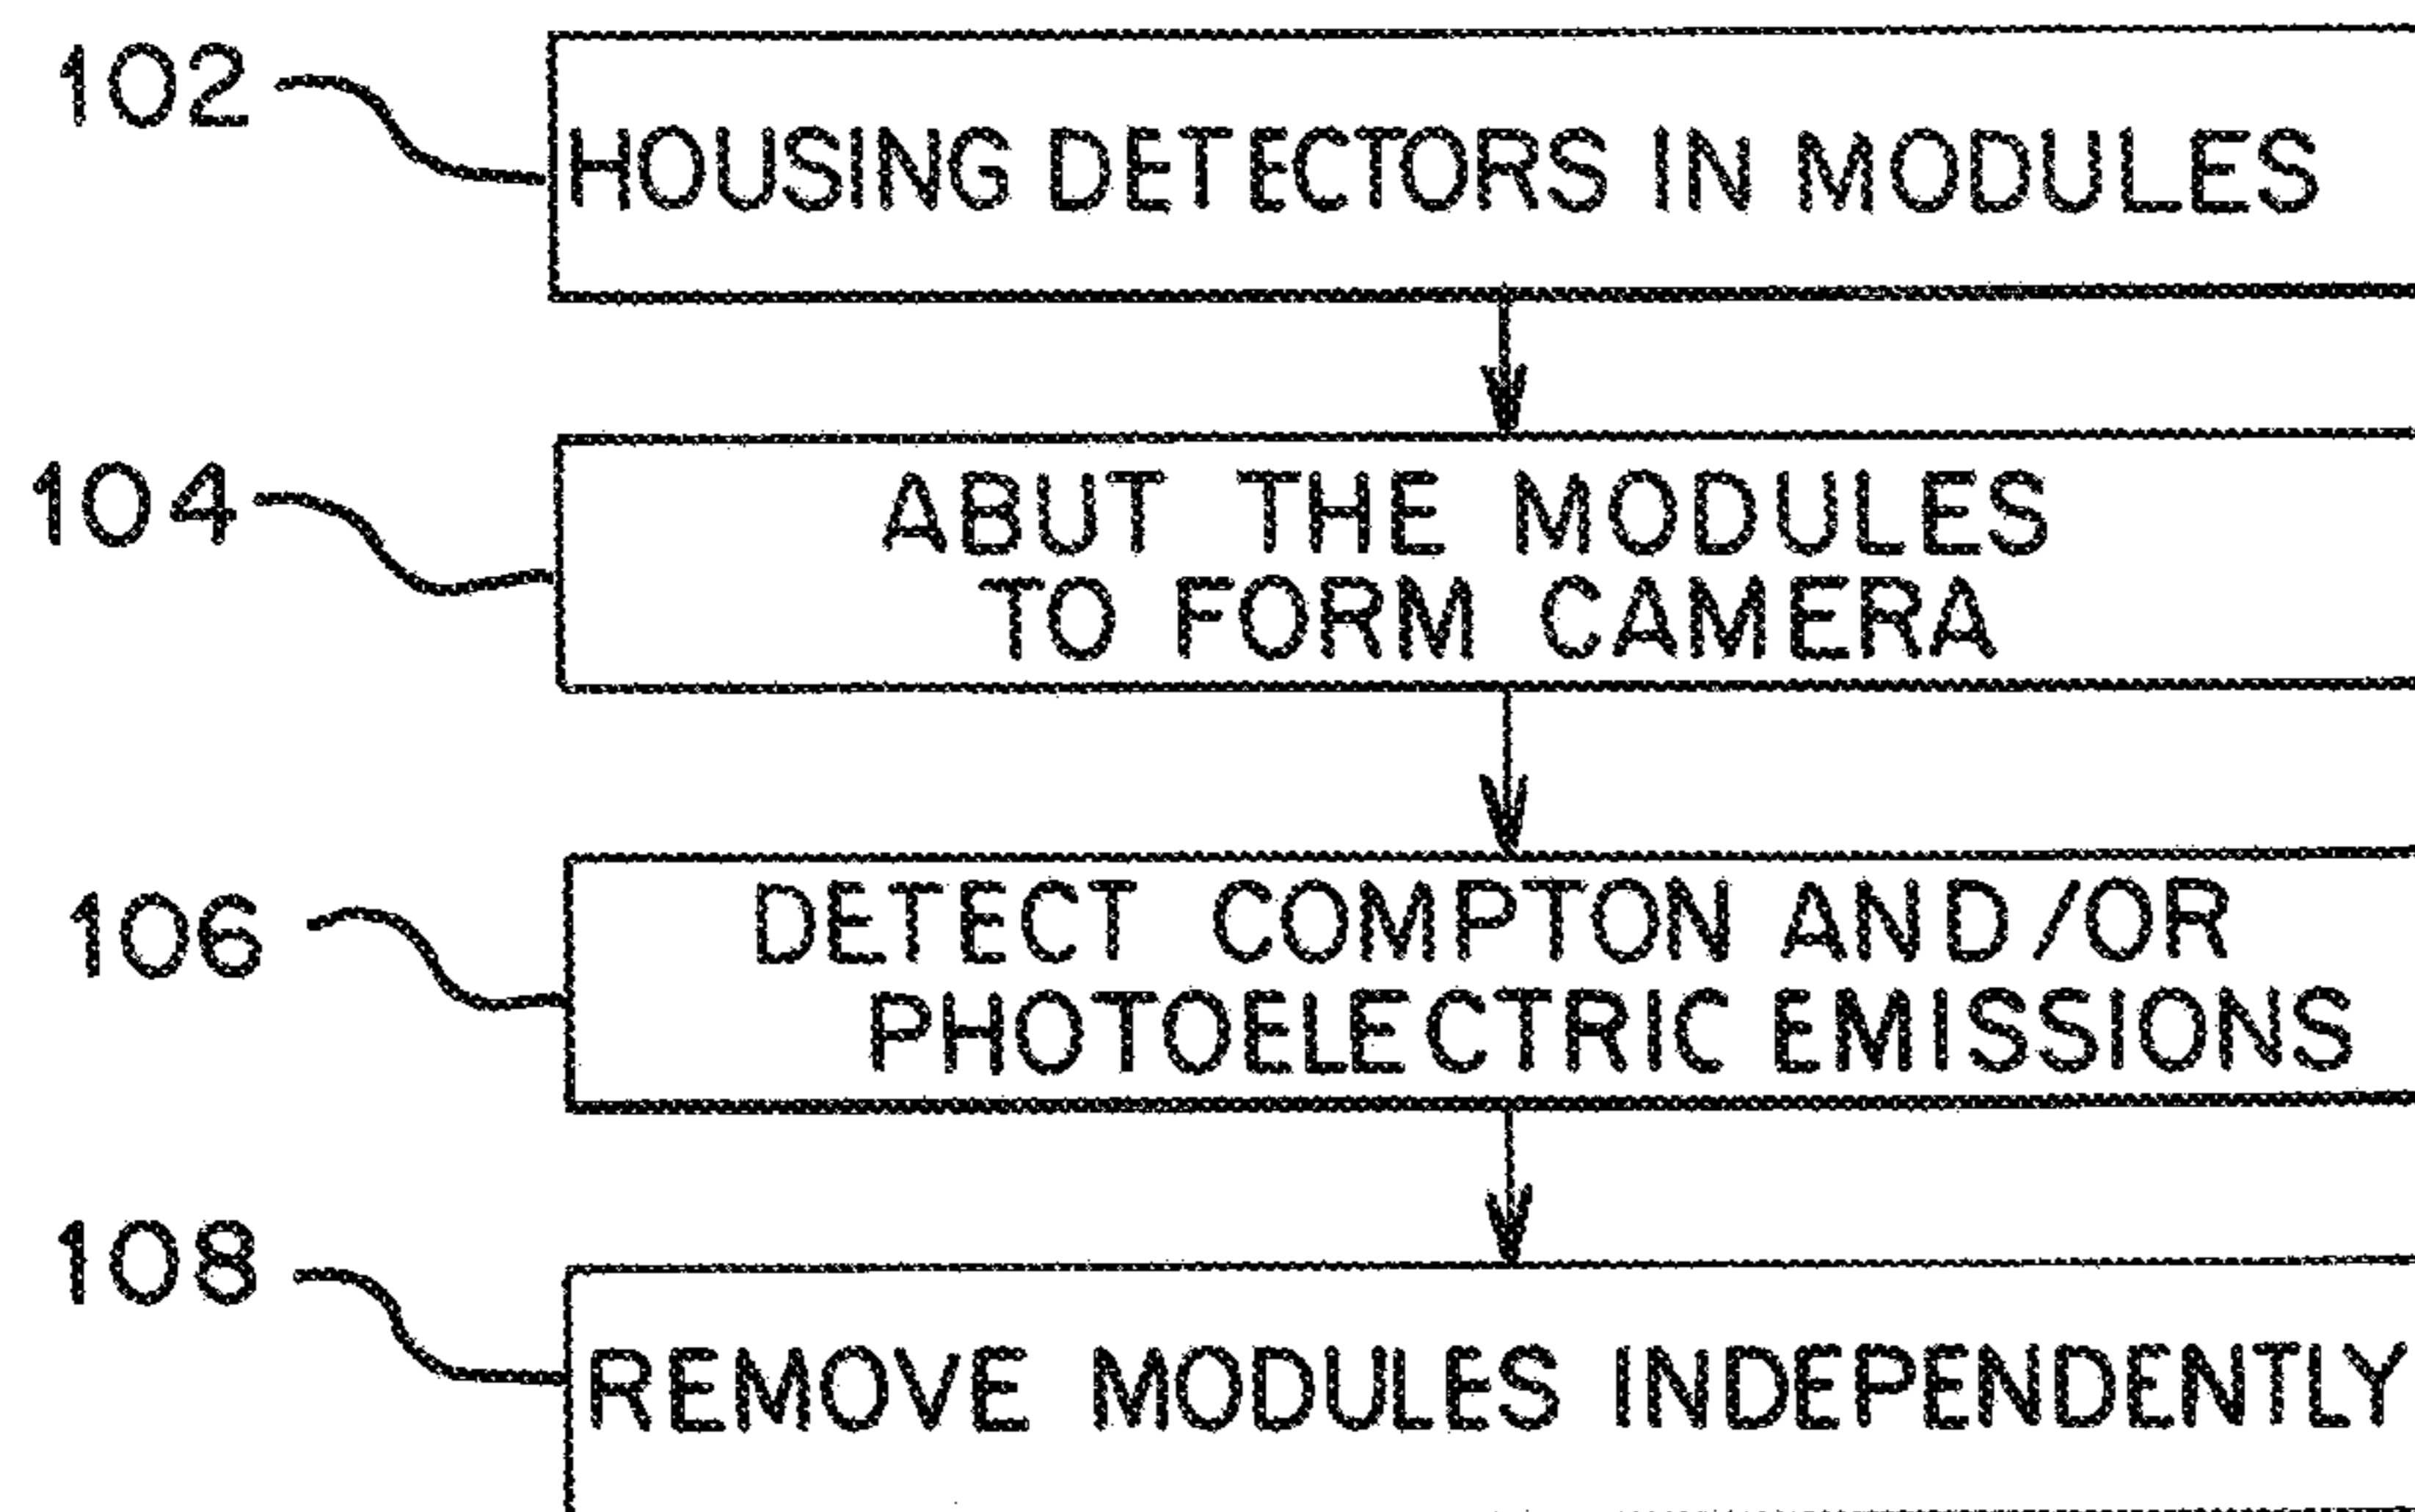 102
HOUSING DETECTORS IN MODULES
104
ABUT THE MODULES
TO FORM CAMERA
106
DETECT COMPTON AND/OR
PHOTOELECTRIC EMISSIONS
108
REMOVE MODULES INDEPENDENTLY